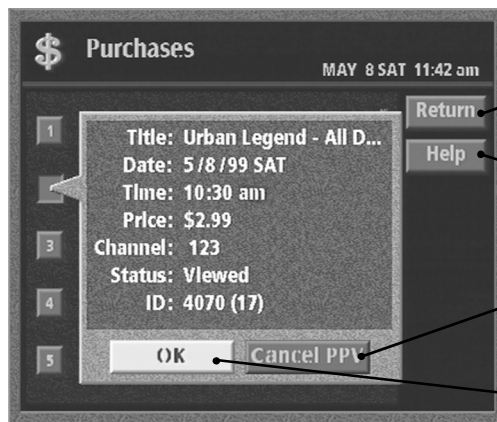 $ Purchases
MAY 8 SAT 11:42 am
Return
Help
1
Title: Urban Legend - All D...
Date: 5/8/99 SAT
Time: 10:30 am
Price: $2.99
Channel: 123
Status: Viewed
ID: 4070 (17)
3
4
5
OK
Cancel PPV